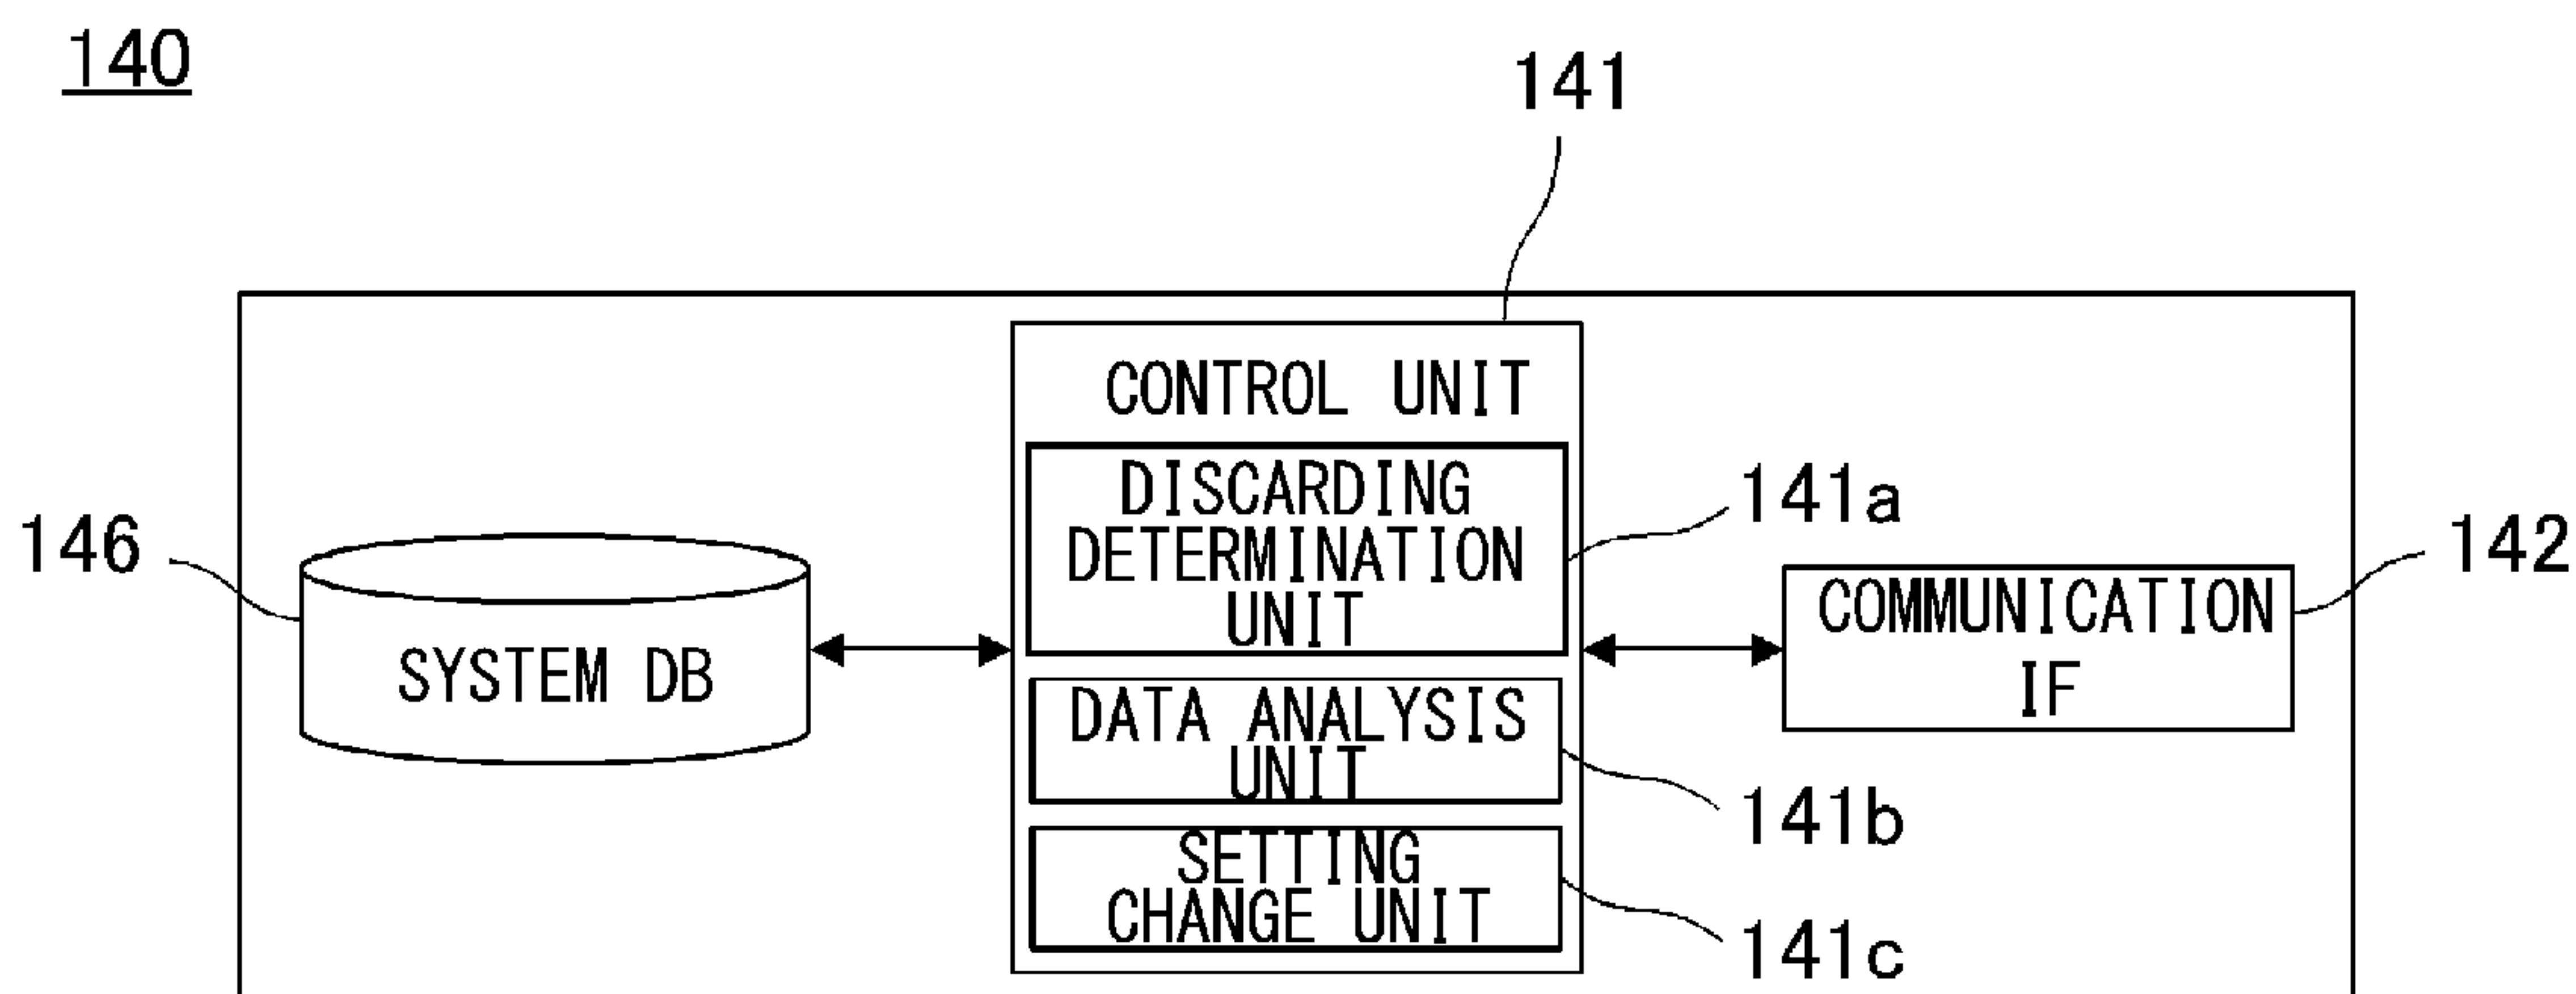 140
141
CONTROL UNIT
DISCARDING
DETERMINATION
UNIT
141a
146
SYSTEM DB
142
COMMUNICATION
IF
DATA ANALYSIS
UNIT
141b
SETTING
CHANGE UNIT
141c